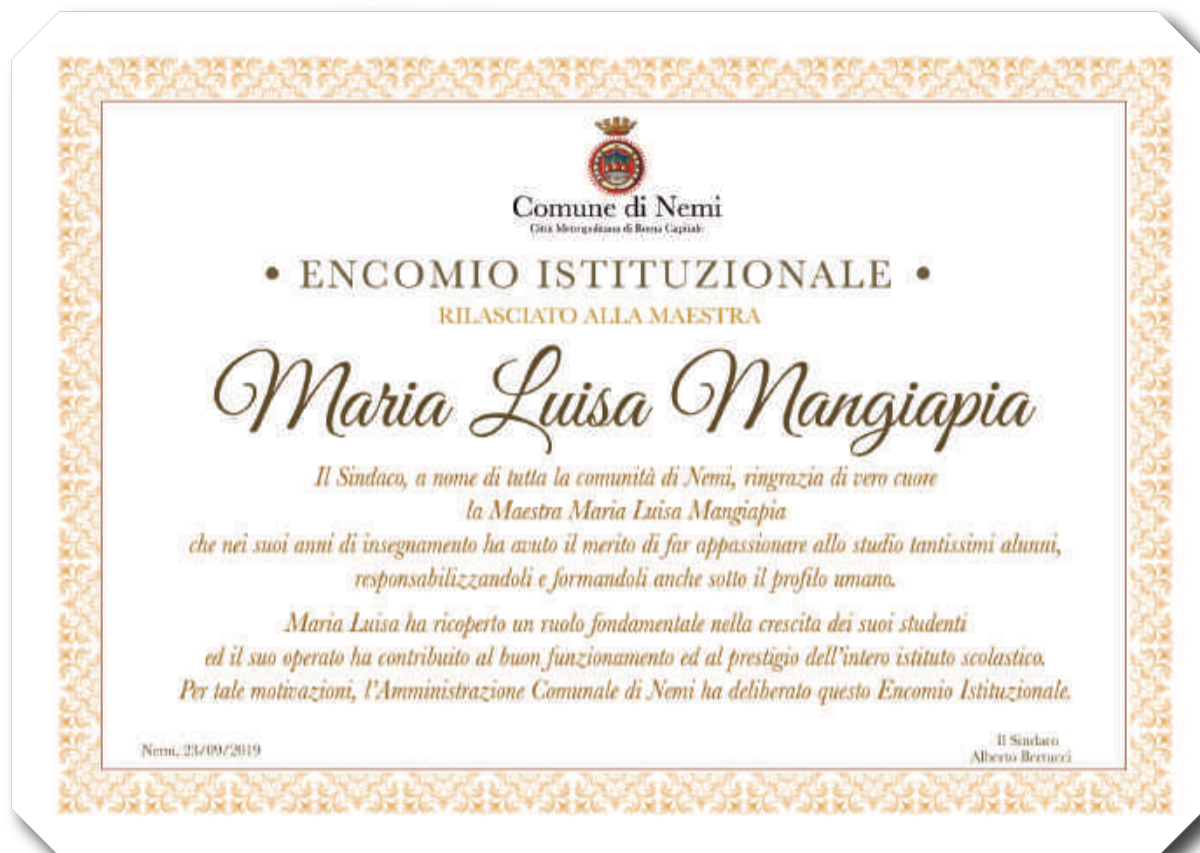 Comune di Nemi
Città Metropolitana di Roma Capitale
• ENCOMIO ISTITUZIONALE •
RILASCIATO ALLA MAESTRA
Maria Luisa Mangiapia
Il Sindaco, a nome di tutta la comunità di Nemi, ringrazia di vero cuore
la Maestra Maria Luisa Mangiapia
che nei suoi anni di insegnamento ha avuto il merito di far appassionare allo studio tantissimi alunni,
responsabilizzandoli e formandoli anche sotto il profilo umano.
Maria Luisa ha ricoperto un ruolo fondamentale nella crescita dei suoi studenti
ed il suo operato ha contribuito al buon funzionamento ed al prestigio dell'intero istituto scolastico.
Per tale motivazioni, l'Amministrazione Comunale di Nemi ha deliberato questo Encomio Istituzionale.
Nemi, 23/09/2019
Il Sindaco
Alberto Bertucci